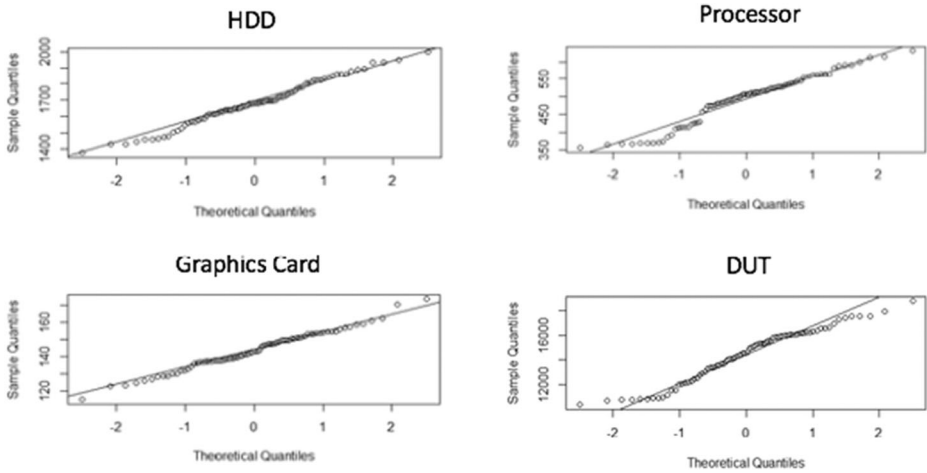 HDD
Sample Quantiles
2000
1700
1400
-2 -1 0 1 2
Theoretical Quantiles
Processor
Sample Quantiles
550
450
350
-2 -1 0 1 2
Theoretical Quantiles
Graphics Card
Sample Quantiles
160
140
120
-2 -1 0 1 2
Theoretical Quantiles
DUT
Sample Quantiles
16000
12000
-2 -1 0 1 2
Theoretical Quantiles